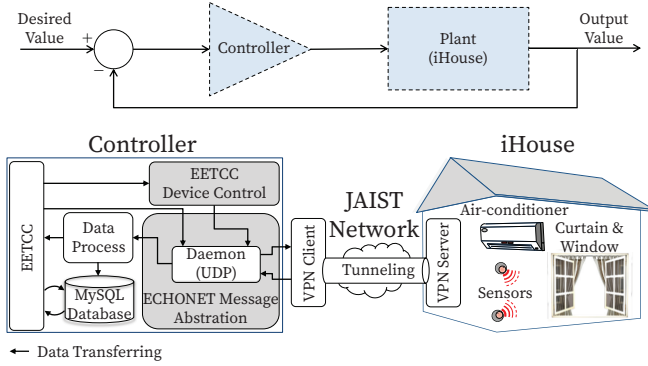 Desired
Value
+
−
Controller
Plant
(iHouse)
Output
Value
Controller
iHouse
EETCC
EETCC
Device Control
Data
Process
MySQL
Database
Daemon
(UDP)
ECHONET Message
Abstration
VPN Client
JAIST
Network
Tunneling
VPN Server
Air-conditioner
Curtain &
Window
Sensors
Data Transferring